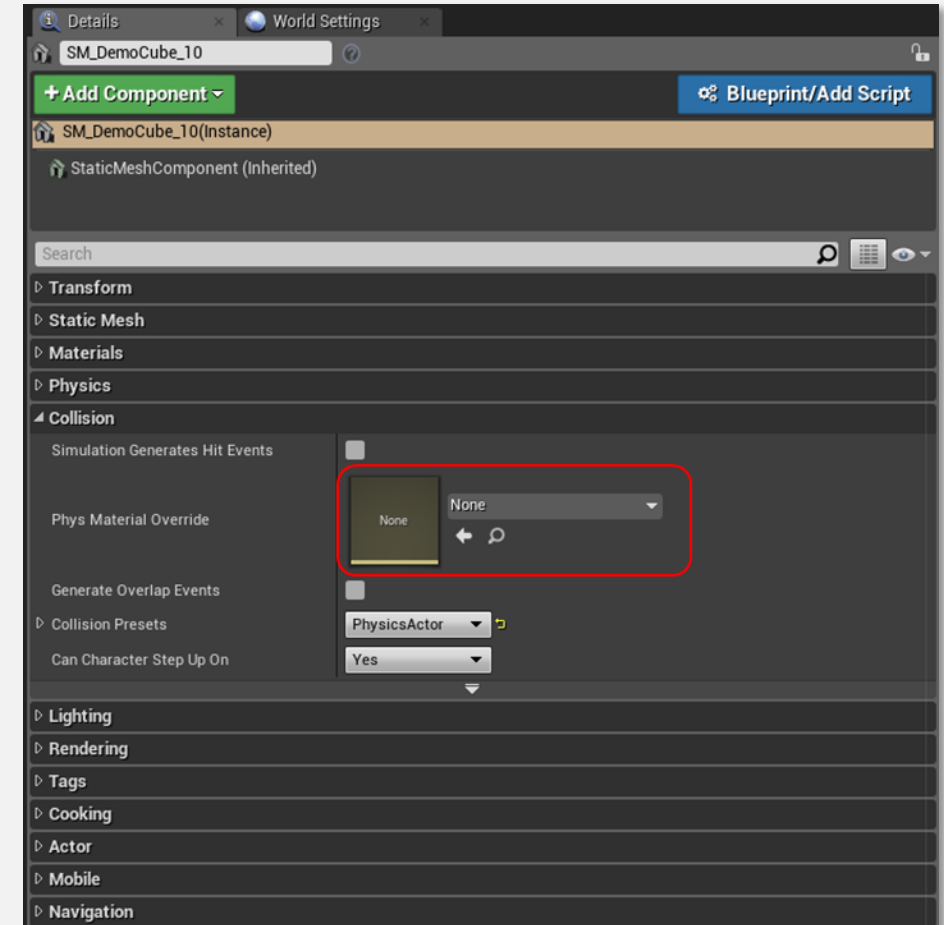 Details World Settings
SM_DemoCube_10
+ Add Component Blueprint/Add Script
SM_DemoCube_10(Instance)
StaticMeshComponent (Inherited)
Search
Transform
Static Mesh
Materials
Physics
Collision
Simulation Generates Hit Events
Phys Material Override None None
Generate Overlap Events
Collision Presets PhysicsActor
Can Character Step Up On Yes
Lighting
Rendering
Tags
Cooking
Actor
Mobile
Navigation